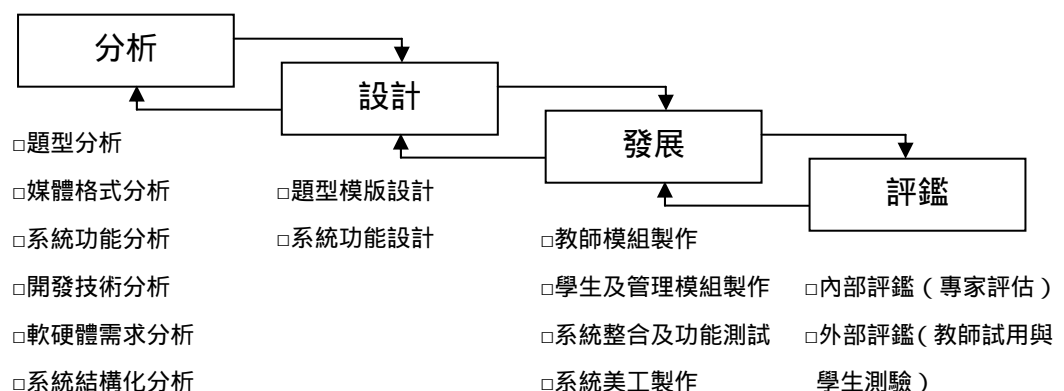 分析
設計
發展
評鑑
□題型分析
□媒體格式分析
□系統功能分析
□開發技術分析
□軟硬體需求分析
□系統結構化分析
□題型模版設計
□系統功能設計
□教師模組製作
□學生及管理模組製作
□系統整合及功能測試
□系統美工製作
□內部評鑑（專家評估）
□外部評鑑（教師試用與
學生測驗）